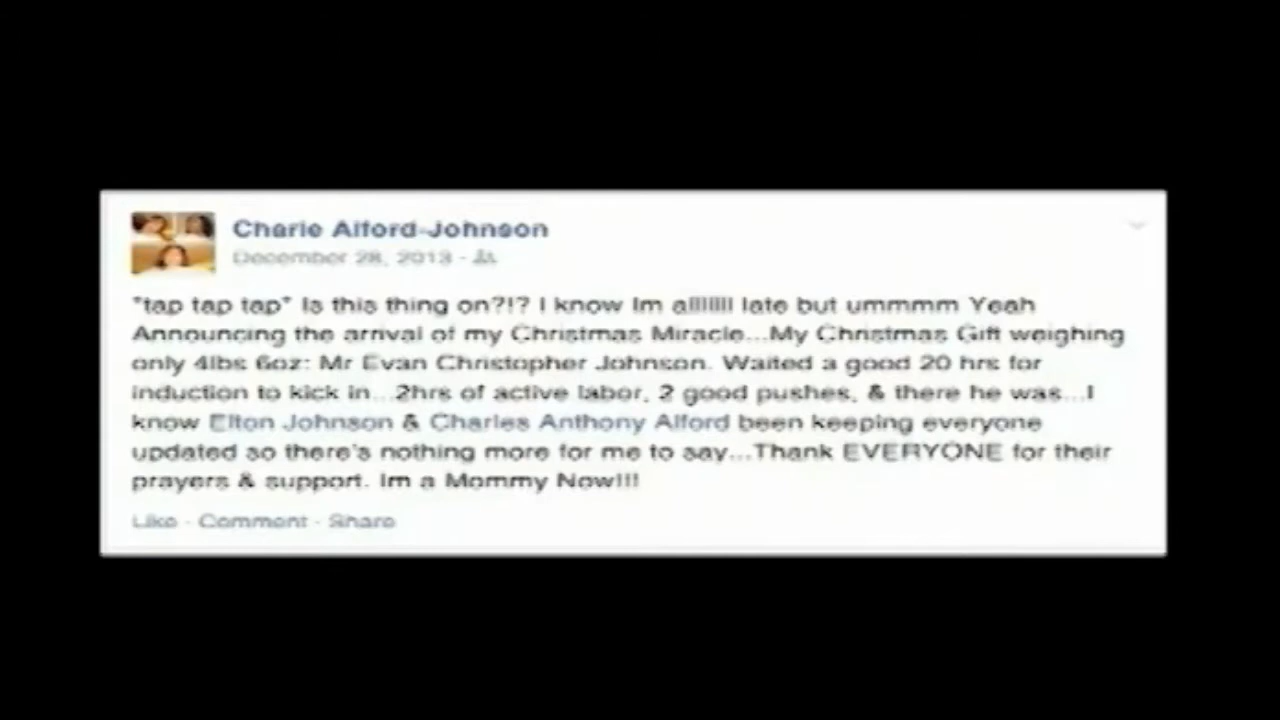 Charie Alford-Johnson
December 28, 2013 ·
*tap tap tap* Is this thing on?!? I know Im alllllll late but ummmm Yeah
Announcing the arrival of my Christmas Miracle...My Christmas Gift weighing
only 4lbs 6oz: Mr Evan Christopher Johnson. Waited a good 20 hrs for
induction to kick in...2hrs of active labor, 2 good pushes, & there he was...I
know Elton Johnson & Charles Anthony Alford been keeping everyone
updated so there's nothing more for me to say...Thank EVERYONE for their
prayers & support. Im a Mommy Now!!!
Like · Comment · Share